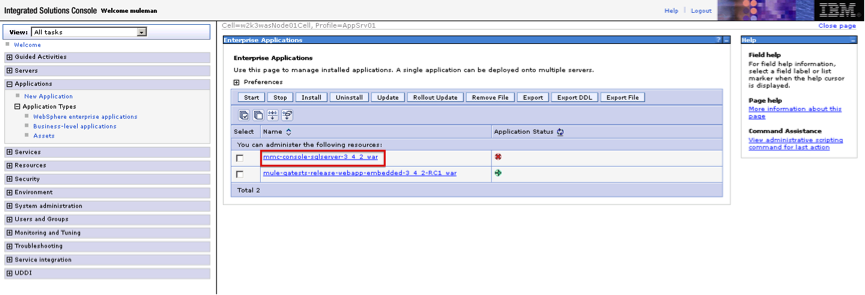 Integrated Solutions Console Welcome muleman
Help | Logout
IBM
Cell=w2k3wasNode01Cell, Profile=AppSrv01
Close page
View: All tasks
Welcome
Guided Activities
Servers
Applications
New Application
Application Types
WebSphere enterprise applications
Business-level applications
Assets
Services
Resources
Security
Environment
System administration
Users and Groups
Monitoring and Tuning
Troubleshooting
Service integration
UDDI
Enterprise Applications ? _
Enterprise Applications
Use this page to manage installed applications. A single application can be deployed onto multiple servers.
Preferences
Start Stop Install Uninstall Update Rollout Update Remove File Export Export DDL Export File
Select Name Application Status
You can administer the following resources:
mmc-console-sqlserver-3_4_2_war
mule-qatests-release-webapp-embedded-3_4_2-RC1_war
Total 2
Help _
Field help
For field help information,
select a field label or list
marker when the help cursor
is displayed.
Page help
More information about this
page
Command Assistance
View administrative scripting
command for last action